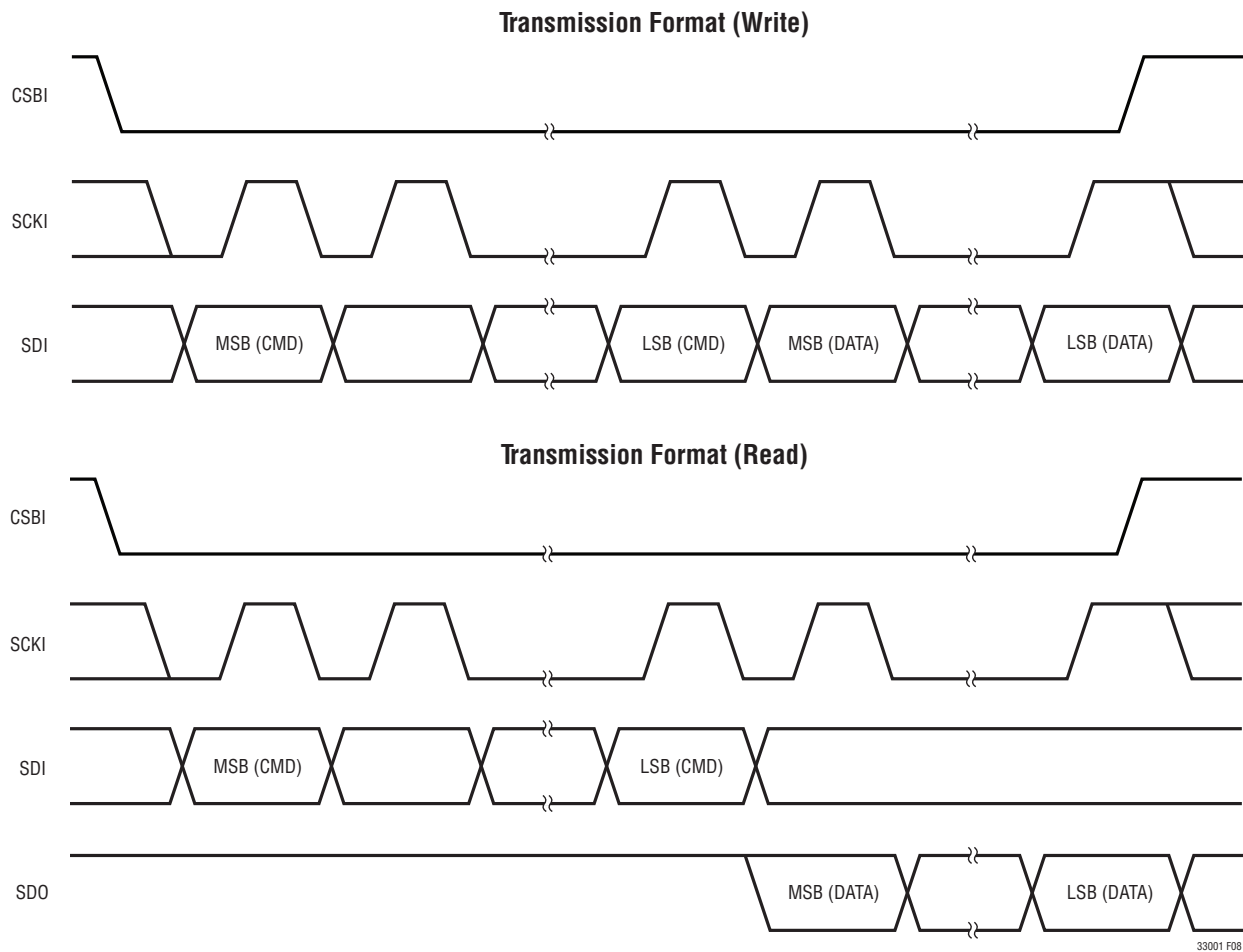 Transmission Format (Write)
CSBI
SCKI
SDI
MSB (CMD)
LSB (CMD)
MSB (DATA)
LSB (DATA)
Transmission Format (Read)
CSBI
SCKI
SDI
MSB (CMD)
LSB (CMD)
SDO
MSB (DATA)
LSB (DATA)
33001 F08